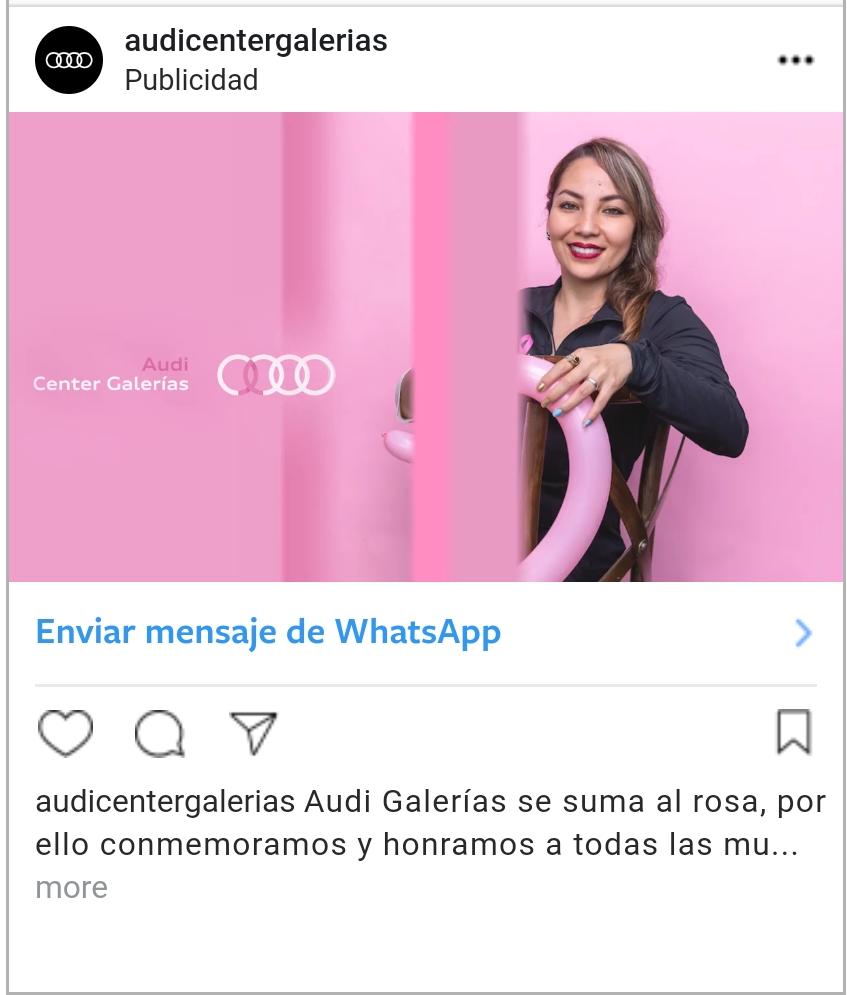 audicentergalerias
Publicidad
Audi
Center Galerías
Enviar mensaje de WhatsApp
audicentergalerias Audi Galerías se suma al rosa, por
ello conmemoramos y honramos a todas las mu...
more